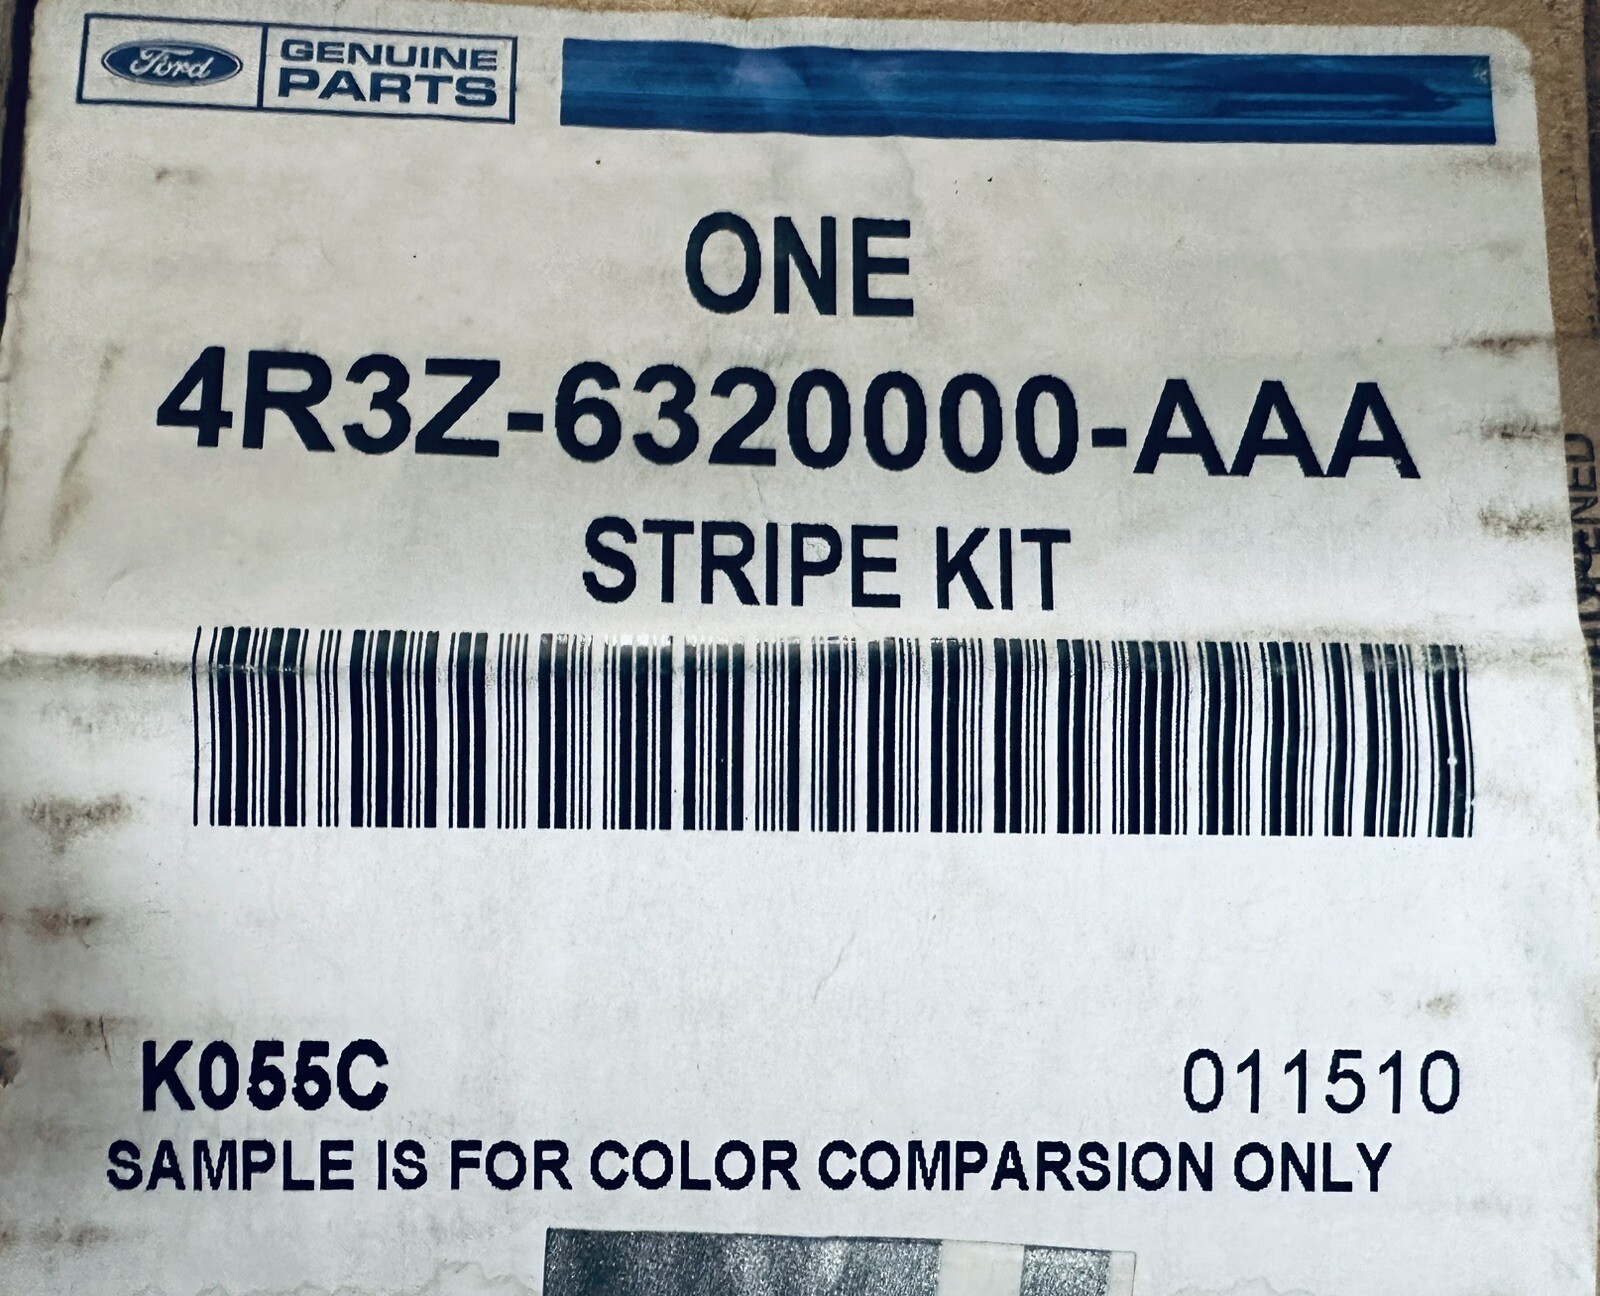 Ford GENUINE
PARTS
ONE
4R3Z-6320000-AAA
STRIPE KIT
K055C 011510
SAMPLE IS FOR COLOR COMPARSION ONLY